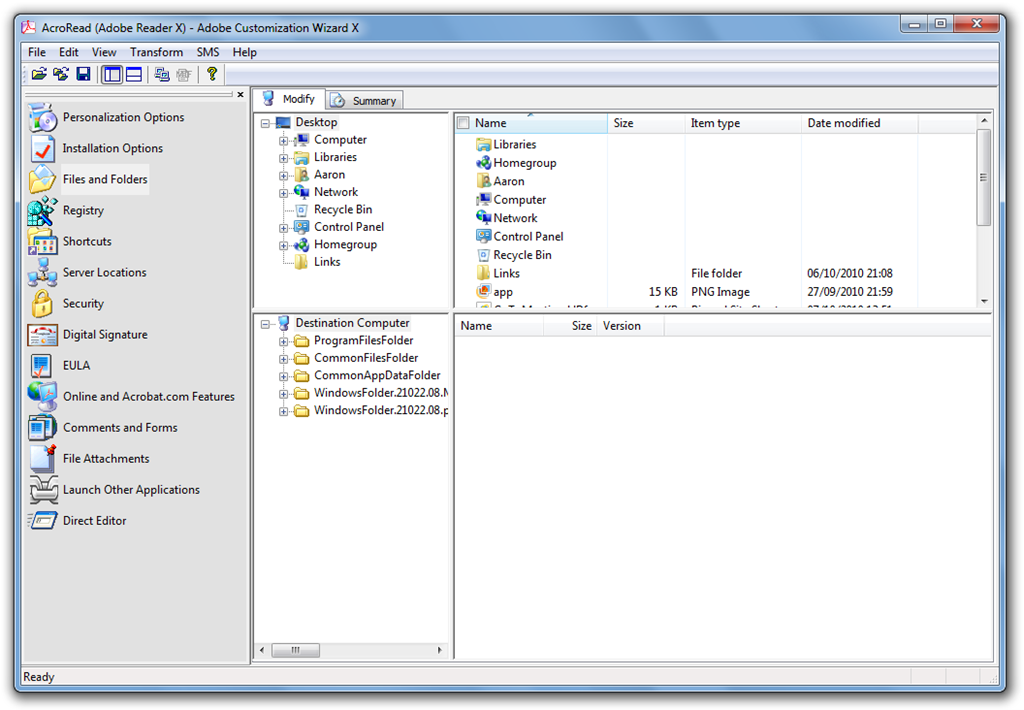 AcroRead (Adobe Reader X) - Adobe Customization Wizard X
File Edit View Transform SMS Help
Personalization Options
Installation Options
Files and Folders
Registry
Shortcuts
Server Locations
Security
Digital Signature
EULA
Online and Acrobat.com Features
Comments and Forms
File Attachments
Launch Other Applications
Direct Editor
Modify Summary
Desktop
Computer
Libraries
Aaron
Network
Recycle Bin
Control Panel
Homegroup
Links
Name Size Item type Date modified
Libraries
Homegroup
Aaron
Computer
Network
Control Panel
Recycle Bin
Links File folder 06/10/2010 21:08
app 15 KB PNG Image 27/09/2010 21:59
Destination Computer
ProgramFilesFolder
CommonFilesFolder
CommonAppDataFolder
WindowsFolder.21022.08.
WindowsFolder.21022.08.p
Name Size Version
Ready